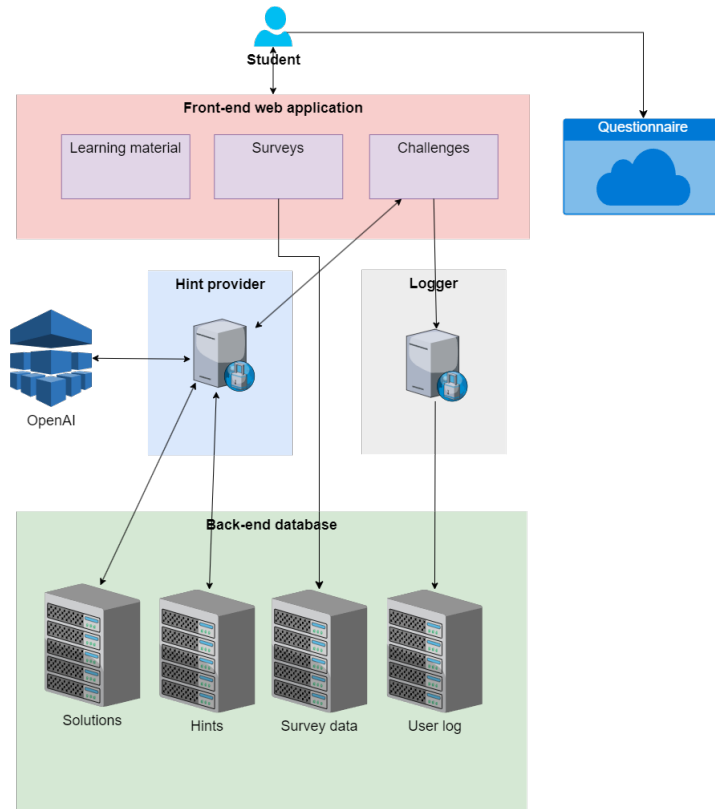 Student
Front-end web application
Questionnaire
Learning material
Surveys
Challenges
Hint provider
Logger
OpenAI
Back-end database
Solutions
Hints
Survey data
User log